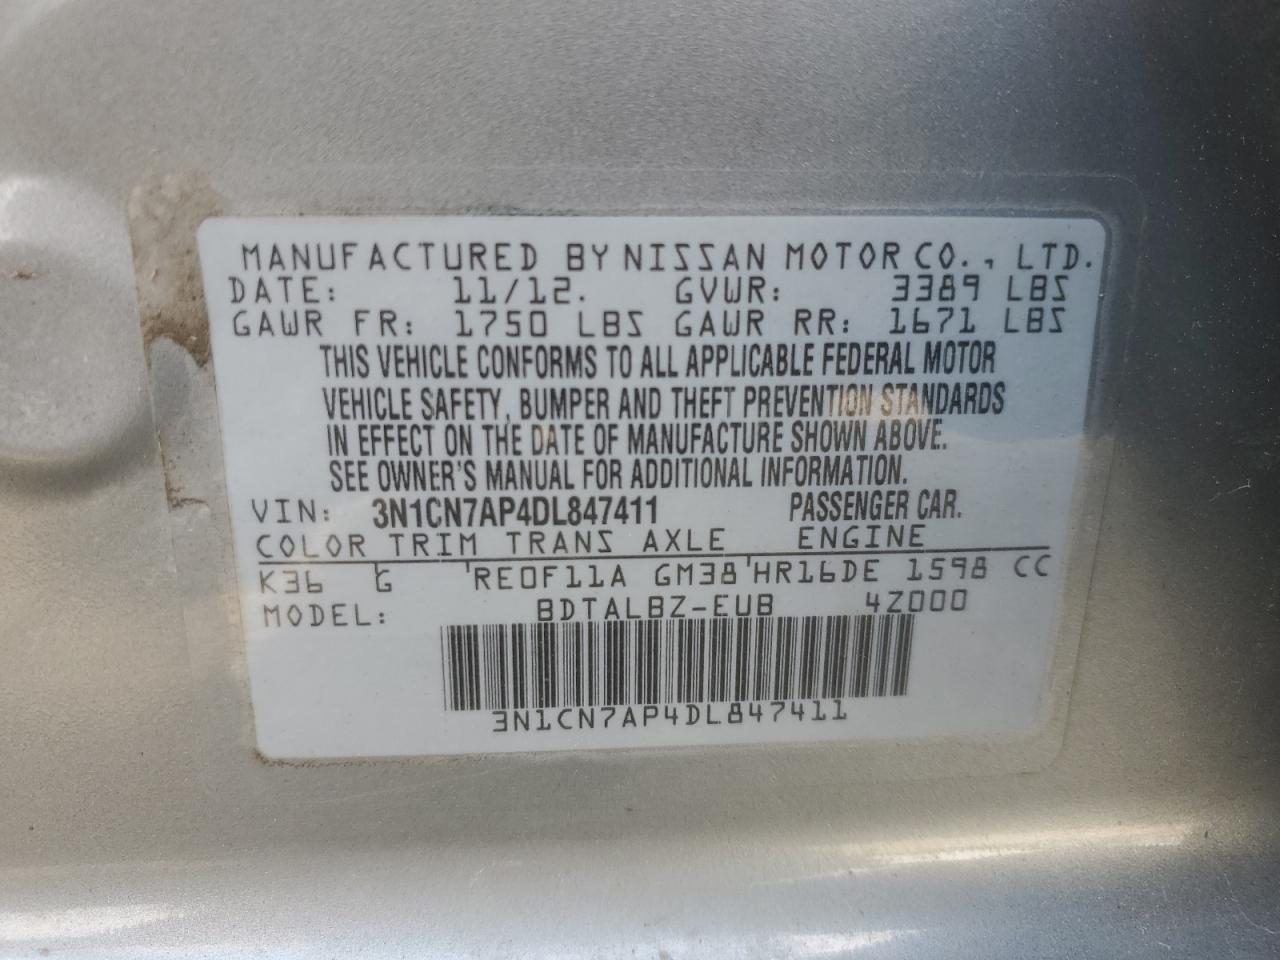 MANUFACTURED BY NISSAN MOTOR CO., LTD.
DATE: 11/12. GVWR: 3389 LBS
GAWR FR: 1750 LBS GAWR RR: 1671 LBS
THIS VEHICLE CONFORMS TO ALL APPLICABLE FEDERAL MOTOR
VEHICLE SAFETY, BUMPER AND THEFT PREVENTION STANDARDS
IN EFFECT ON THE DATE OF MANUFACTURE SHOWN ABOVE.
SEE OWNER'S MANUAL FOR ADDITIONAL INFORMATION.
VIN: 3N1CN7AP4DL847411 PASSENGER CAR.
COLOR TRIM TRANS AXLE ENGINE
K36 G RE0F11A GM38 HR16DE 1598 CC
MODEL: BDTALBZ-EUB 4Z000
3N1CN7AP4DL847411